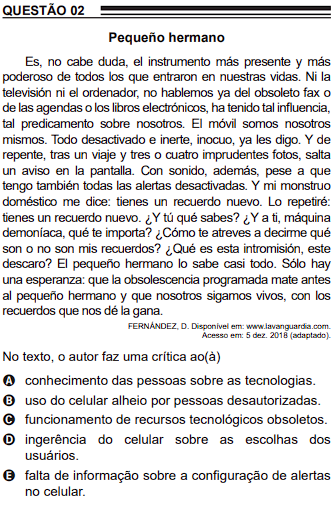 QUESTÃO 02
Pequeño hermano
Es, no cabe duda, el instrumento más presente y más
poderoso de todos los que entraron en nuestras vidas. Ni la
televisión ni el ordenador, no hablemos ya del obsoleto fax o
de las agendas o los libros electrónicos, ha tenido tal influencia,
tal predicamento sobre nosotros. El móvil somos nosotros
mismos. Todo desactivado e inerte, inocuo, ya les digo. Y de
repente, tras un viaje y tres o cuatro imprudentes fotos, salta
un aviso en la pantalla. Con sonido, además, pese a que
tengo también todas las alertas desactivadas. Y mi monstruo
doméstico me dice: tienes un recuerdo nuevo. Lo repetiré:
tienes un recuerdo nuevo. ¿Y tú qué sabes? ¿Y a ti, máquina
demoníaca, qué te importa? ¿Cómo te atreves a decirme qué
son o no son mis recuerdos? ¿Qué es esta intromisión, este
descaro? El pequeño hermano lo sabe casi todo. Sólo hay
una esperanza: que la obsolescencia programada mate antes
al pequeño hermano y que nosotros sigamos vivos, con los
recuerdos que nos dé la gana.
FERNÁNDEZ, D. Disponível em: www.lavanguardia.com.
Acesso em: 5 dez. 2018 (adaptado).
No texto, o autor faz uma crítica ao(à)
A conhecimento das pessoas sobre as tecnologias.
B uso do celular alheio por pessoas desautorizadas.
C funcionamento de recursos tecnológicos obsoletos.
D ingerência do celular sobre as escolhas dos
usuários.
E falta de informação sobre a configuração de alertas
no celular.